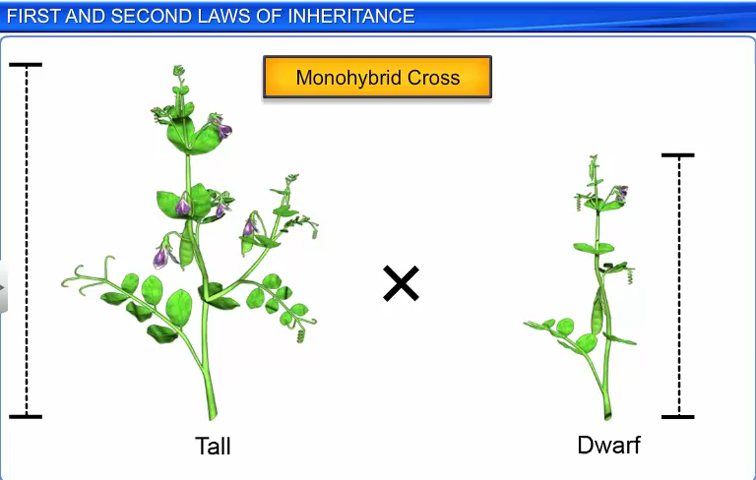 FIRST AND SECOND LAWS OF INHERITANCE
Monohybrid Cross
Tall
Dwarf